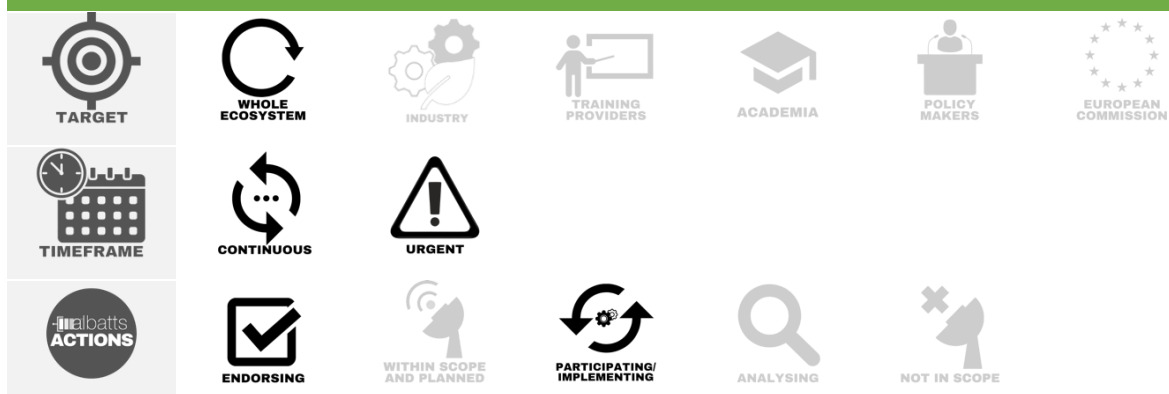 TARGET
WHOLE
ECOSYSTEM
INDUSTRY
TRAINING
PROVIDERS
ACADEMIA
POLICY
MAKERS
EUROPEAN
COMMISSION
TIMEFRAME
CONTINUOUS
URGENT
albatts
ACTIONS
ENDORSING
WITHIN SCOPE
AND PLANNED
PARTICIPATING/
IMPLEMENTING
ANALYSING
NOT IN SCOPE